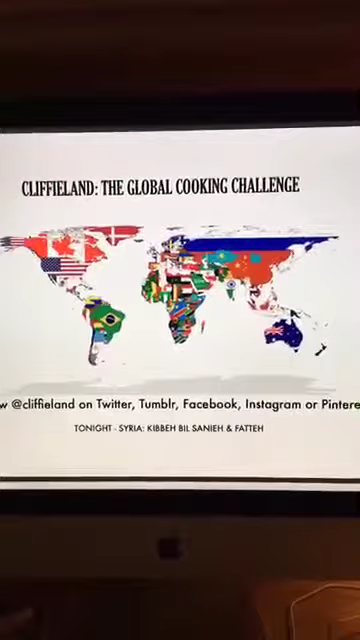 CLIFFIELAND: THE GLOBAL COOKING CHALLENGE
w @cliffieland on Twitter, Tumblr, Facebook, Instagram or Pintere
TONIGHT - SYRIA: KIBBEH BIL SANIEH & FATTEH